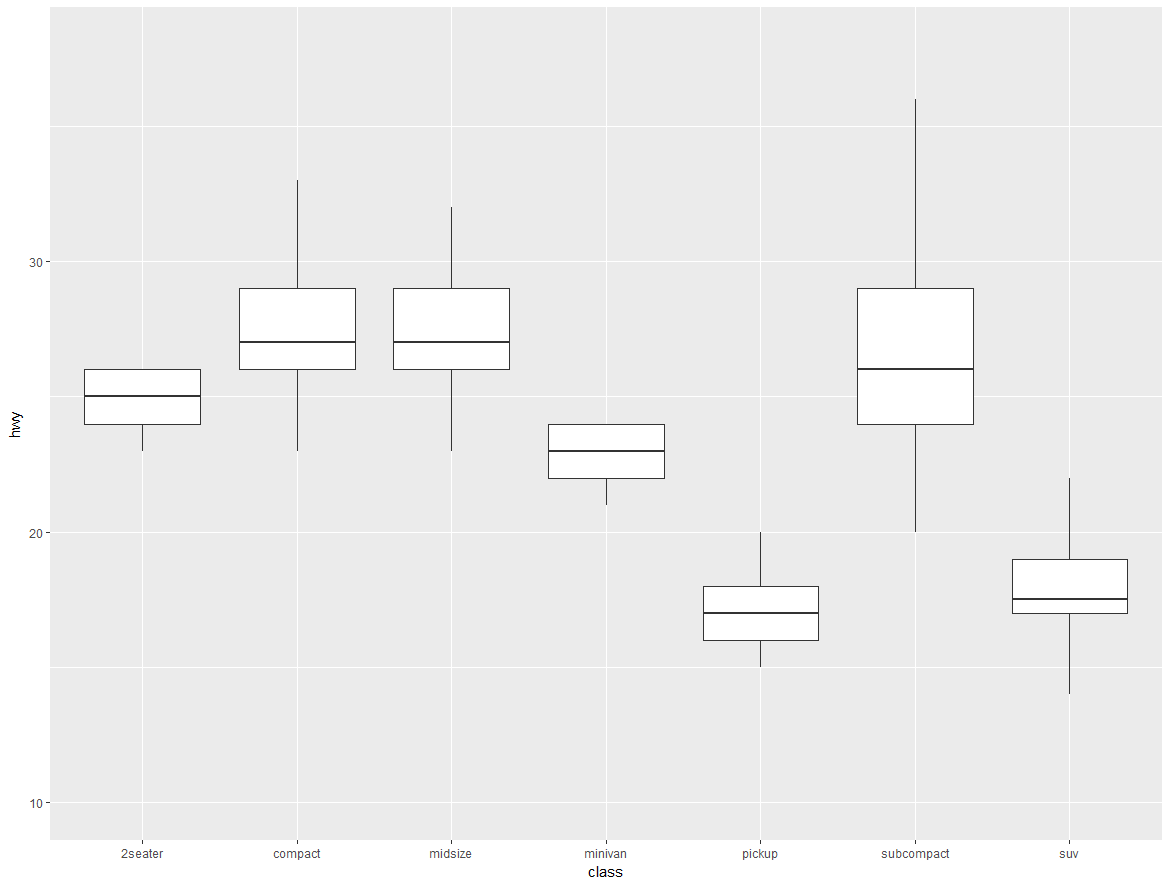 hwy
30
20
10
2seater compact midsize minivan pickup subcompact suv
class